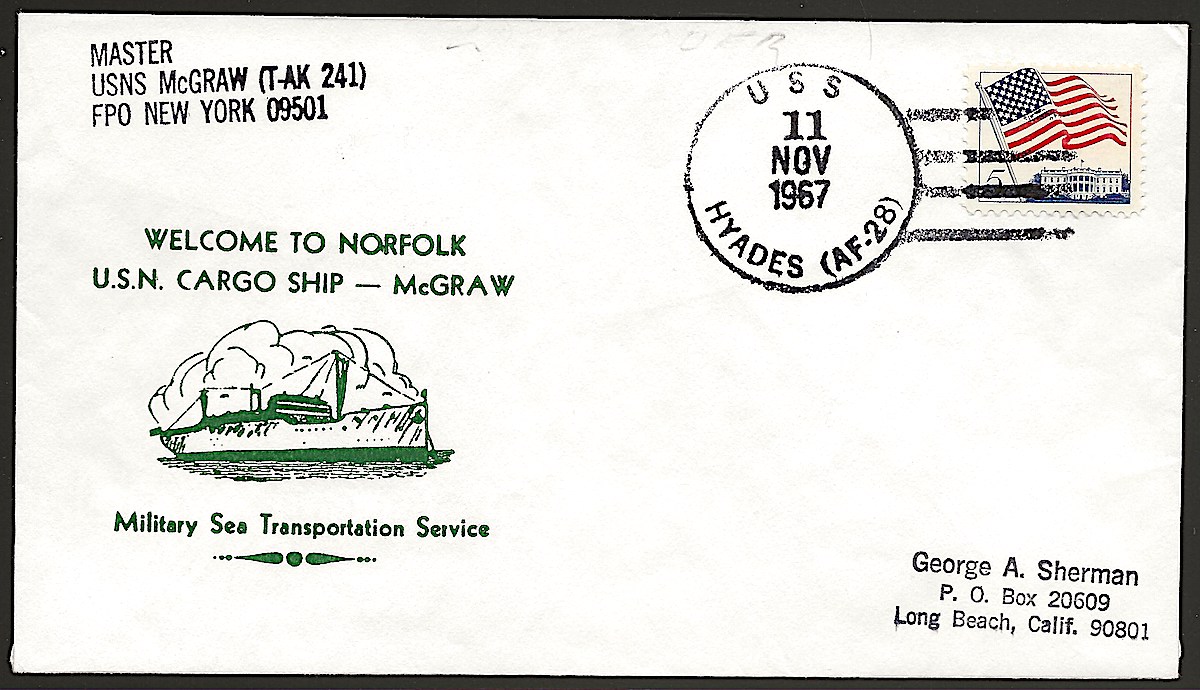 MASTER
USNS McGRAW (T-AK 241)
FPO NEW YORK 09501
USS
11
NOV
1967
HYADES (AF-28)
5
WELCOME TO NORFOLK
U.S.N. CARGO SHIP — McGRAW
Military Sea Transportation Service
George A. Sherman
P. O. Box 20609
Long Beach, Calif. 90801